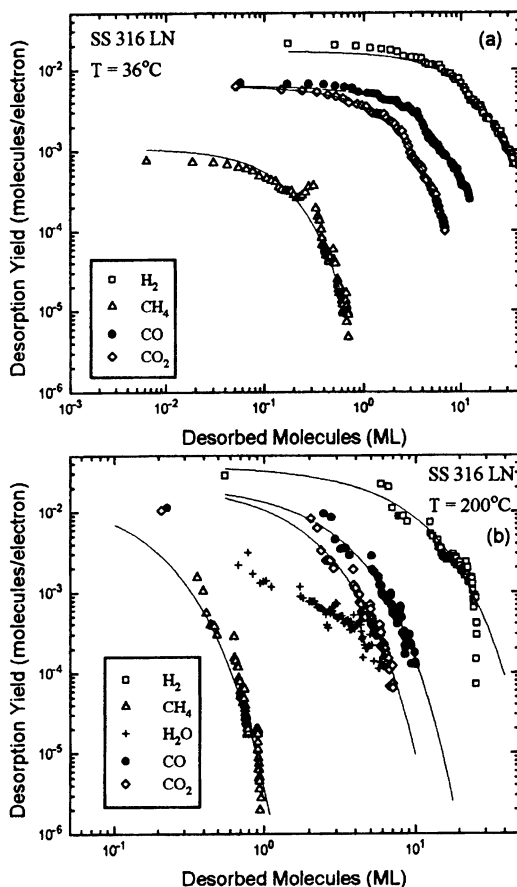 SS 316 LN
T = 36°C
(a)
10⁻²
10⁻³
10⁻⁴
10⁻⁵
10⁻⁶
Desorption Yield (molecules/electron)
H₂
CH₄
CO
CO₂
10⁻³ 10⁻² 10⁻¹ 10⁰ 10¹
Desorbed Molecules (ML)
SS 316 LN
T = 200°C
(b)
10⁻²
10⁻³
10⁻⁴
10⁻⁵
10⁻⁶
Desorption Yield (molecules/electron)
H₂
CH₄
H₂O
CO
CO₂
10⁻¹ 10⁰ 10¹
Desorbed Molecules (ML)